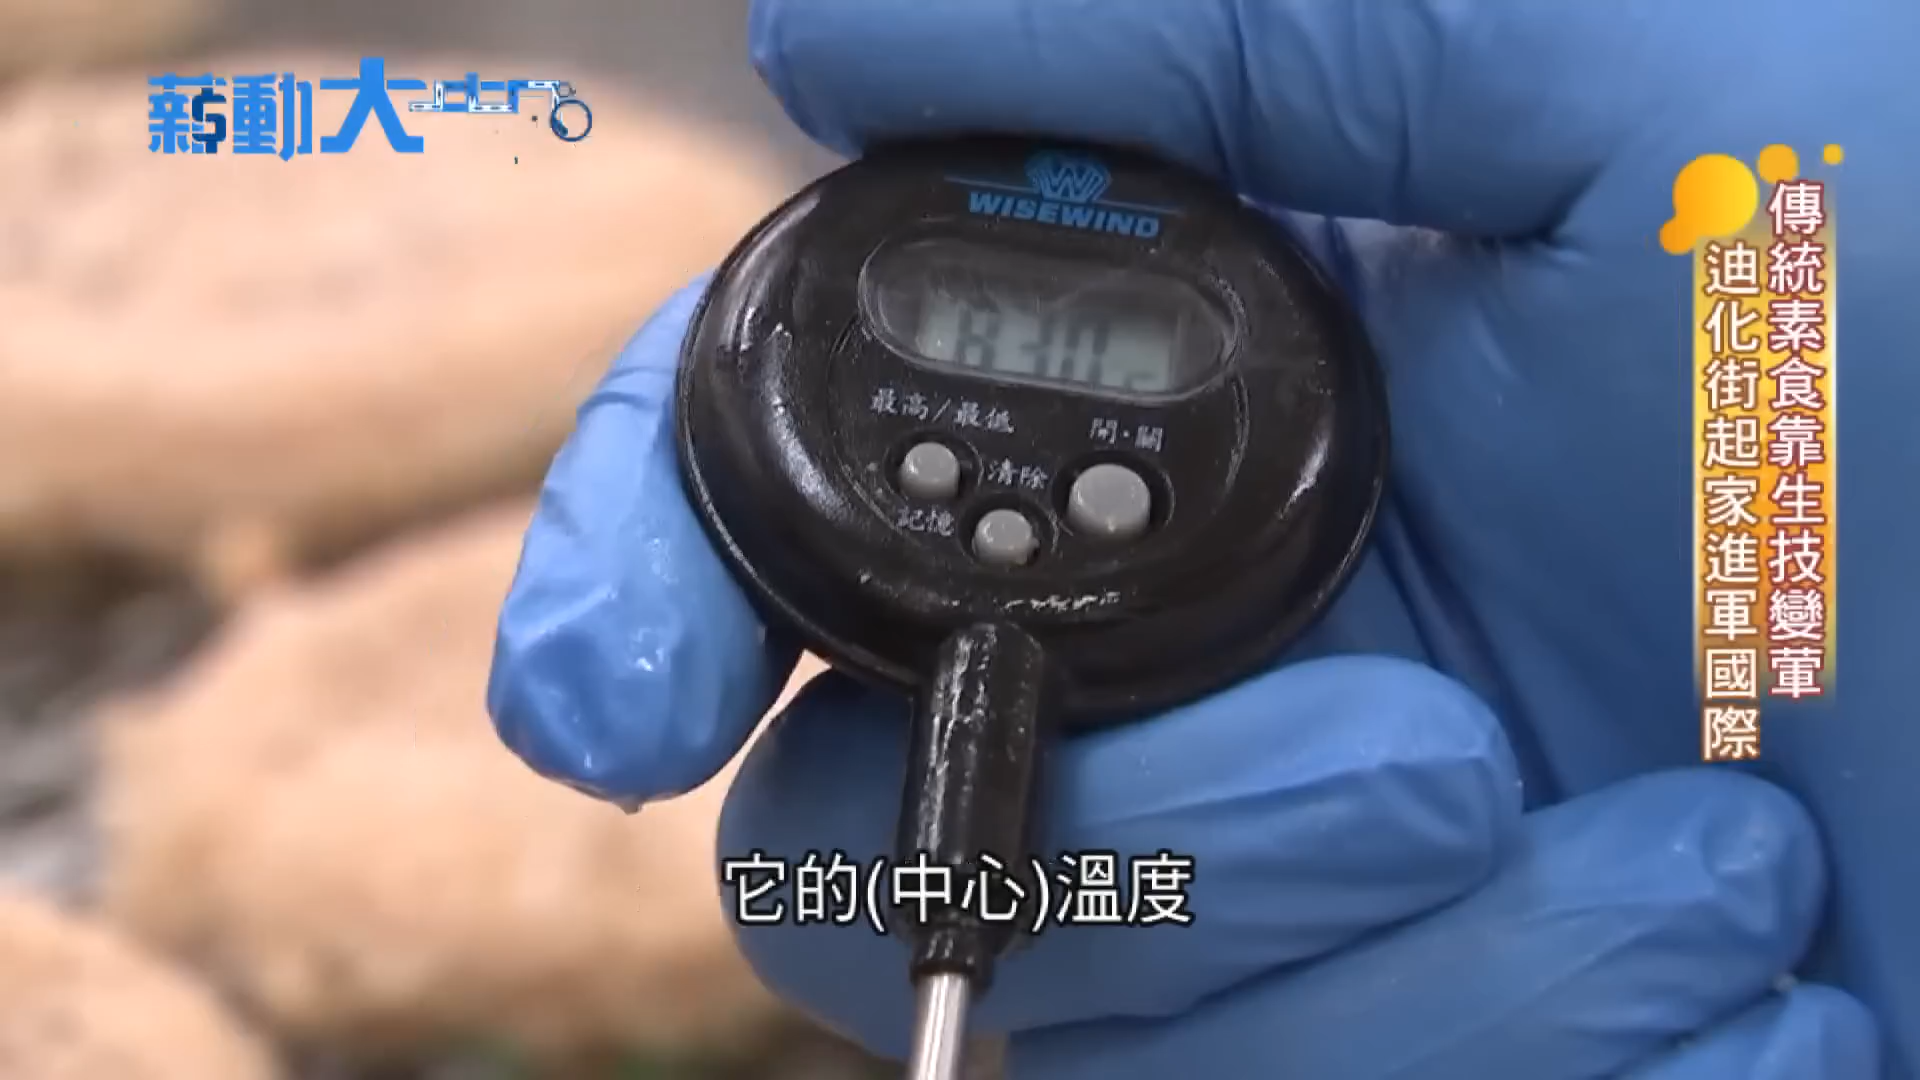 薪動大
WISEWIND
最高/最低
開·關
清除
記憶
傳統素食靠生技變葷
迪化街起家進軍國際
它的(中心)溫度